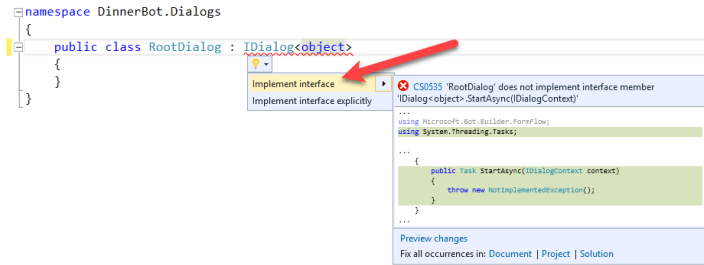 namespace DinnerBot.Dialogs
{
public class RootDialog : IDialog<object>
{
}
}
Implement interface
Implement interface explicitly
CS0535 'RootDialog' does not implement interface member
'IDialog<object>.StartAsync(IDialogContext)'
...
using Microsoft.Bot.Builder.FormFlow;
using System.Threading.Tasks;
...
{
public Task StartAsync(IDialogContext context)
{
throw new NotImplementedException();
}
}
...
Preview changes
Fix all occurrences in: Document | Project | Solution